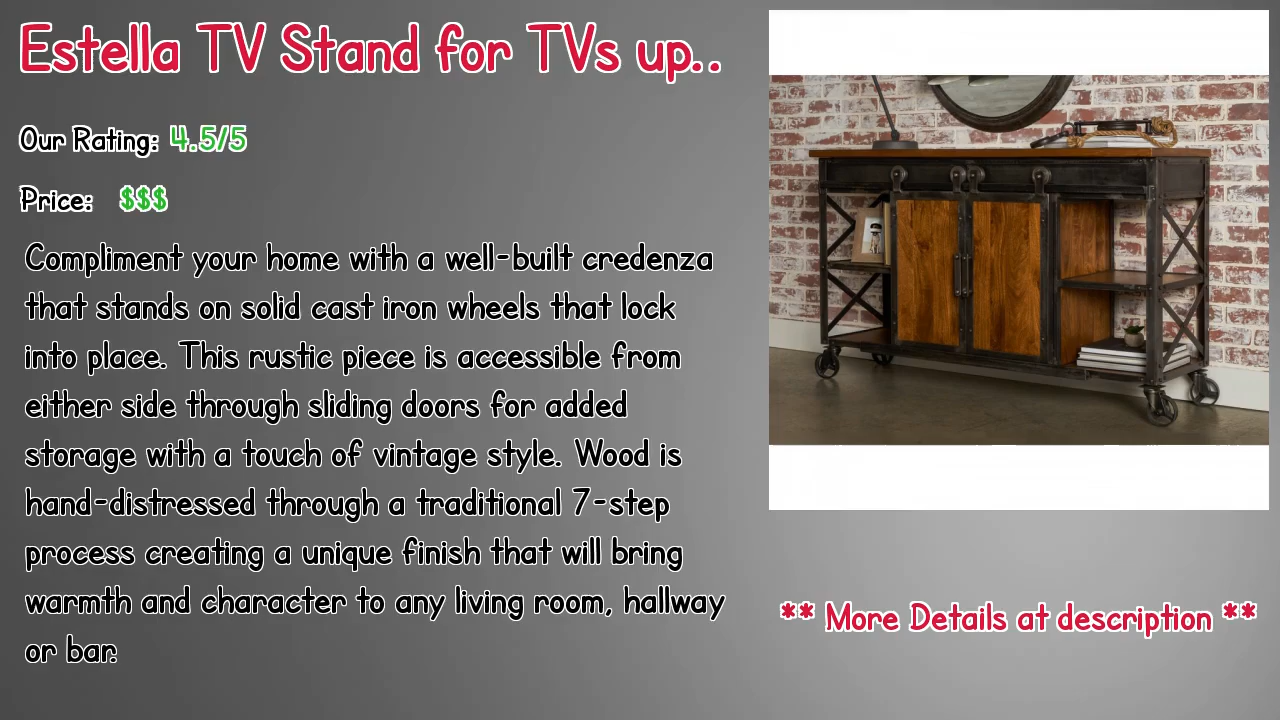 Estella TV Stand for TVs up..
Our Rating: 4.5/5
Price: $$$
Compliment your home with a well-built credenza
that stands on solid cast iron wheels that lock
into place. This rustic piece is accessible from
either side through sliding doors for added
storage with a touch of vintage style. Wood is
hand-distressed through a traditional 7-step
process creating a unique finish that will bring
warmth and character to any living room, hallway
or bar.
** More Details at description **